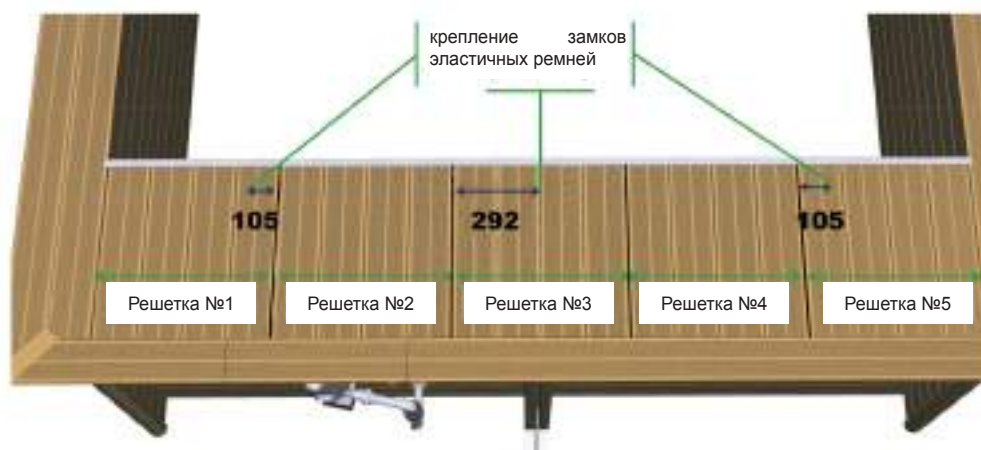 крепление замков
эластичных ремней
105 292 105
Решетка №1 Решетка №2 Решетка №3 Решетка №4 Решетка №5